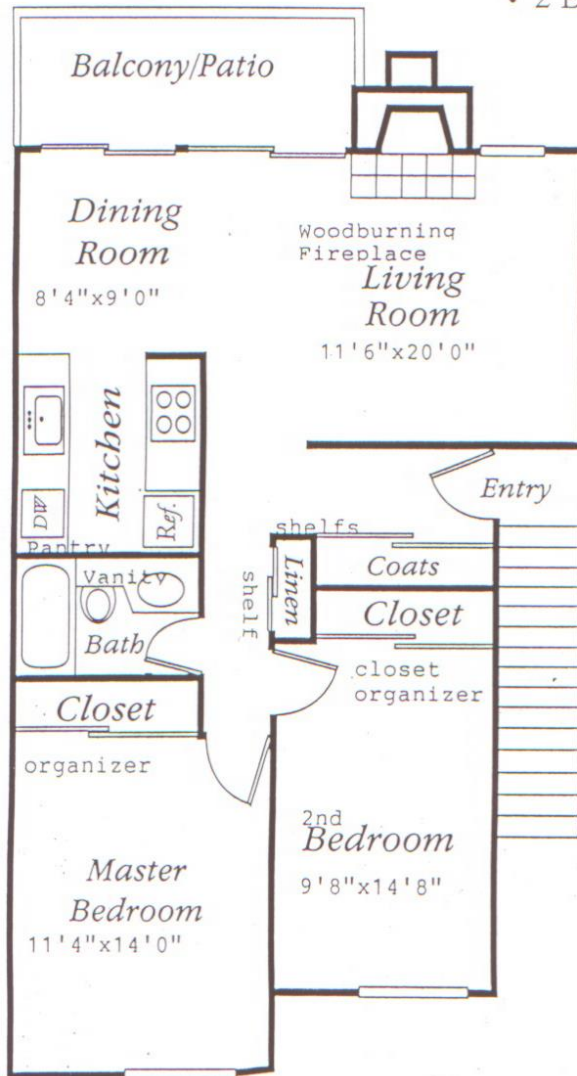 2
Balcony/Patio
Dining
Room
8'4"x9'0"
Woodburning
Fireplace
Living
Room
11'6"x20'0"
Kitchen
DW
Ref.
Pantry
Entry
shelfs
Coats
Linen
shelf
Vanity
Bath
Closet
closet
organizer
Closet
organizer
2nd
Bedroom
9'8"x14'8"
Master
Bedroom
11'4"x14'0"